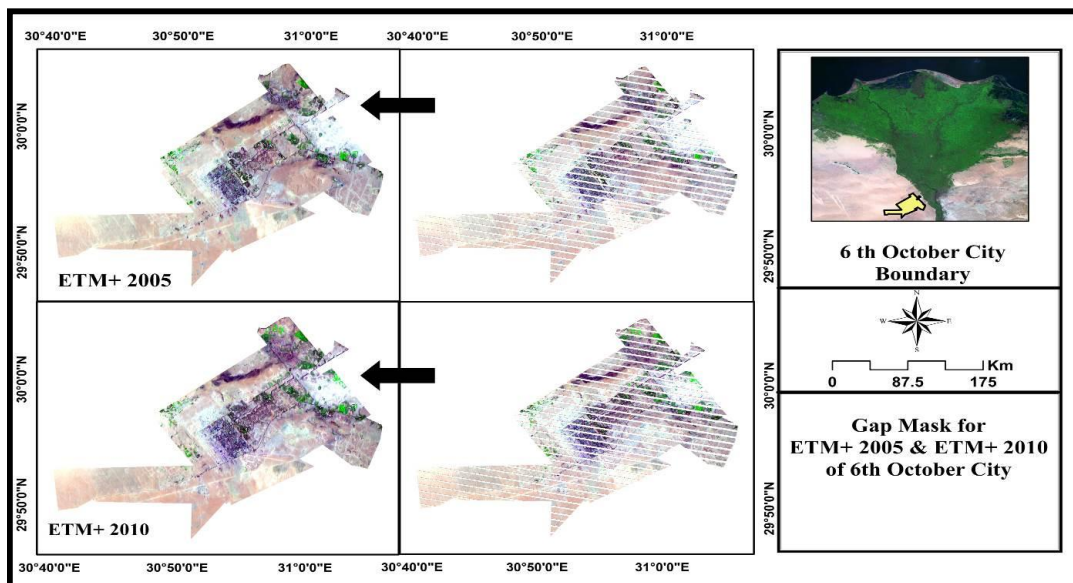 30°40'0"E 30°50'0"E 31°0'0"E 30°50'0"E 31°0'0"E
30°0'0"N
29°50'0"N
ETM+ 2005
30°0'0"N
29°50'0"N
6 th October City
Boundary
30°0'0"N
29°50'0"N
ETM+ 2010
N
W E
S
Km
0 87.5 175
30°0'0"N
29°50'0"N
Gap Mask for
ETM+ 2005 & ETM+ 2010
of 6th October City
30°40'0"E 30°50'0"E 31°0'0"E 30°40'0"E 30°50'0"E 31°0'0"E